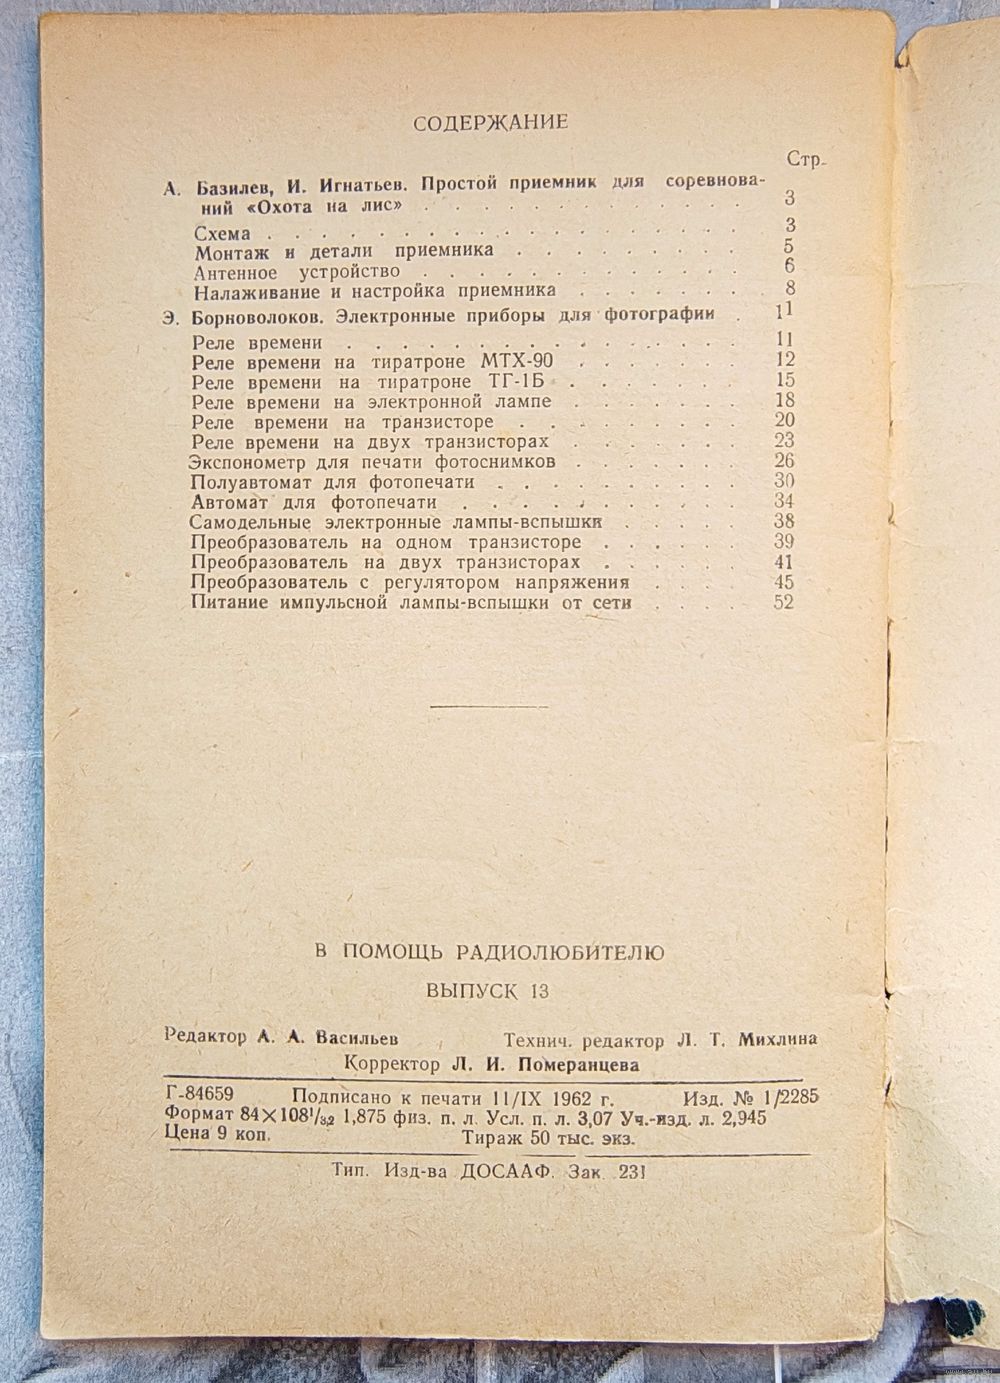 СОДЕРЖАНИЕ
Стр.
А. Базилев, И. Игнатьев. Простой приемник для соревнова-
ний «Охота на лис» . . . . . . . . . . . . 3
Схема . . . . . . . . . . . . . . . . . . 3
Монтаж и детали приемника . . . . . . . . . 5
Антенное устройство . . . . . . . . . . . . 6
Налаживание и настройка приемника . . . . . . 8
Э. Борноволоков. Электронные приборы для фотографии . 11
Реле времени . . . . . . . . . . . . . . 11
Реле времени на тиратроне МТХ-90 . . . . . . 12
Реле времени на тиратроне ТГ-1Б . . . . . . . 15
Реле времени на электронной лампе . . . . . . . 18
Реле времени на транзисторе . . . . . . . . 20
Реле времени на двух транзисторах . . . . . . . 23
Экспонометр для печати фотоснимков . . . . . . . 26
Полуавтомат для фотопечати . . . . . . . . . 30
Автомат для фотопечати . . . . . . . . . . 34
Самодельные электронные лампы-вспышки . . . . . 38
Преобразователь на одном транзисторе . . . . . . 39
Преобразователь на двух транзисторах . . . . . . 41
Преобразователь с регулятором напряжения . . . . 45
Питание импульсной лампы-вспышки от сети . . . . 52
В ПОМОЩЬ РАДИОЛЮБИТЕЛЮ
ВЫПУСК 13
Редактор А. А. Васильев Технич. редактор Л. Т. Михлина
Корректор Л. И. Померанцева
Г-84659 Подписано к печати 11/IX 1962 г. Изд. № 1/2285
Формат 84×108¹/₃₂ 1,875 физ. п. л. Усл. п. л. 3,07 Уч.-изд. л. 2,945
Цена 9 коп. Тираж 50 тыс. экз.
Тип. Изд-ва ДОСААФ. Зак. 231